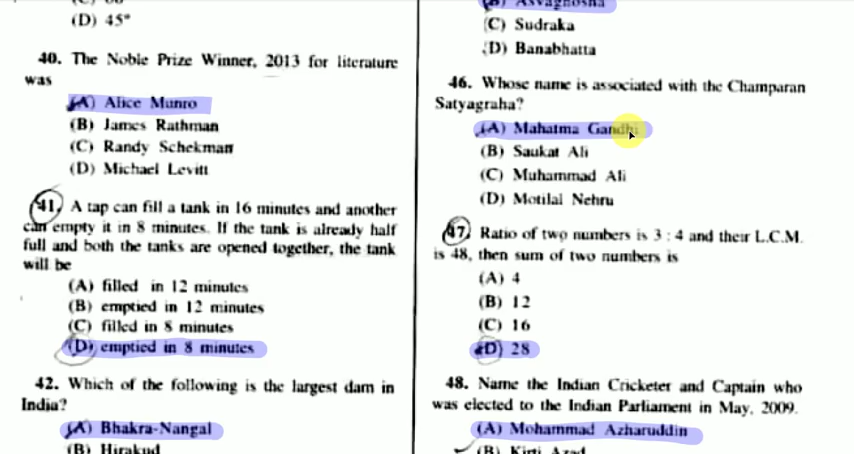 (D) 45°
40. The Noble Prize Winner, 2013 for literature
was
(A) Alice Munro
(B) James Rathman
(C) Randy Schekman
(D) Michael Levitt
41. A tap can fill a tank in 16 minutes and another
can empty it in 8 minutes. If the tank is already half
full and both the tanks are opened together, the tank
will be
(A) filled in 12 minutes
(B) emptied in 12 minutes
(C) filled in 8 minutes
(D) emptied in 8 minutes
42. Which of the following is the largest dam in
India?
(A) Bhakra-Nangal
(B) Hirakud
(B) Asvaghosha
(C) Sudraka
(D) Banabhatta
46. Whose name is associated with the Champaran
Satyagraha?
(A) Mahatma Gandhi
(B) Saukat Ali
(C) Muhammad Ali
(D) Motilal Nehru
47. Ratio of two numbers is 3 : 4 and their L.C.M.
is 48, then sum of two numbers is
(A) 4
(B) 12
(C) 16
(D) 28
48. Name the Indian Cricketer and Captain who
was elected to the Indian Parliament in May, 2009.
(A) Mohammad Azharuddin
(B) Kirti Azad